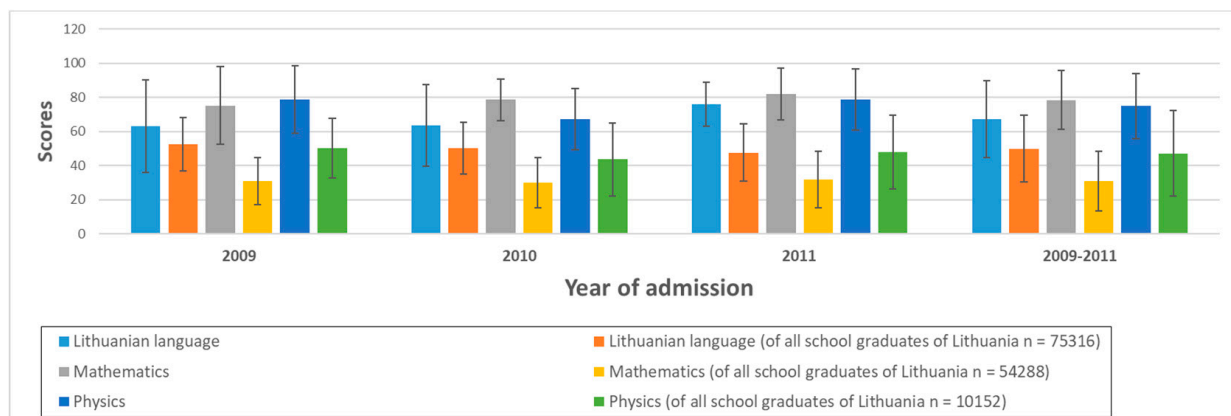 120
100
80
60
40
20
0
Scores
2009
2010
2011
2009-2011
Year of admission
Lithuanian language
Lithuanian language (of all school graduates of Lithuania n = 75316)
Mathematics
Mathematics (of all school graduates of Lithuania n = 54288)
Physics
Physics (of all school graduates of Lithuania n = 10152)